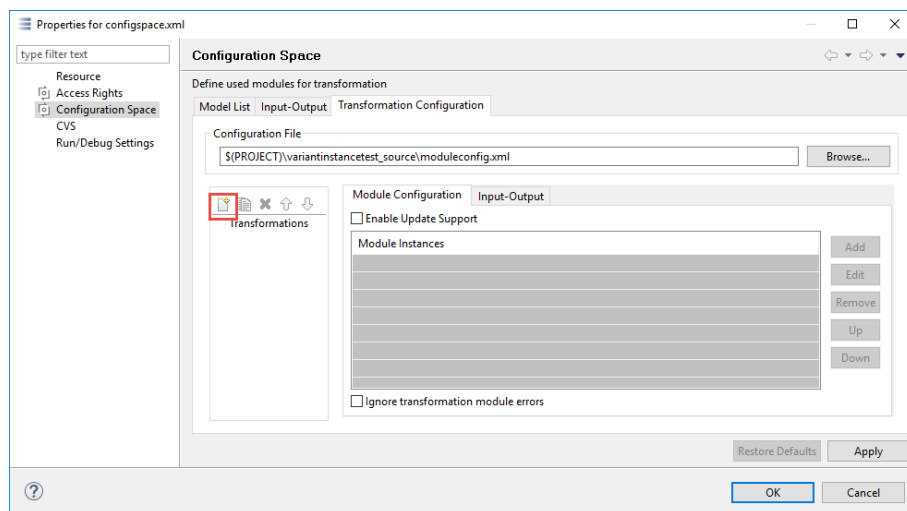 Properties for configspace.xml
type filter text
Resource
Access Rights
Configuration Space
CVS
Run/Debug Settings
Configuration Space
Define used modules for transformation
Model List Input-Output Transformation Configuration
Configuration File
$(PROJECT)\variantinstancetest_source\moduleconfig.xml Browse...
Transformations
Module Configuration Input-Output
Enable Update Support
Module Instances
Add
Edit
Remove
Up
Down
Ignore transformation module errors
Restore Defaults Apply
? OK Cancel